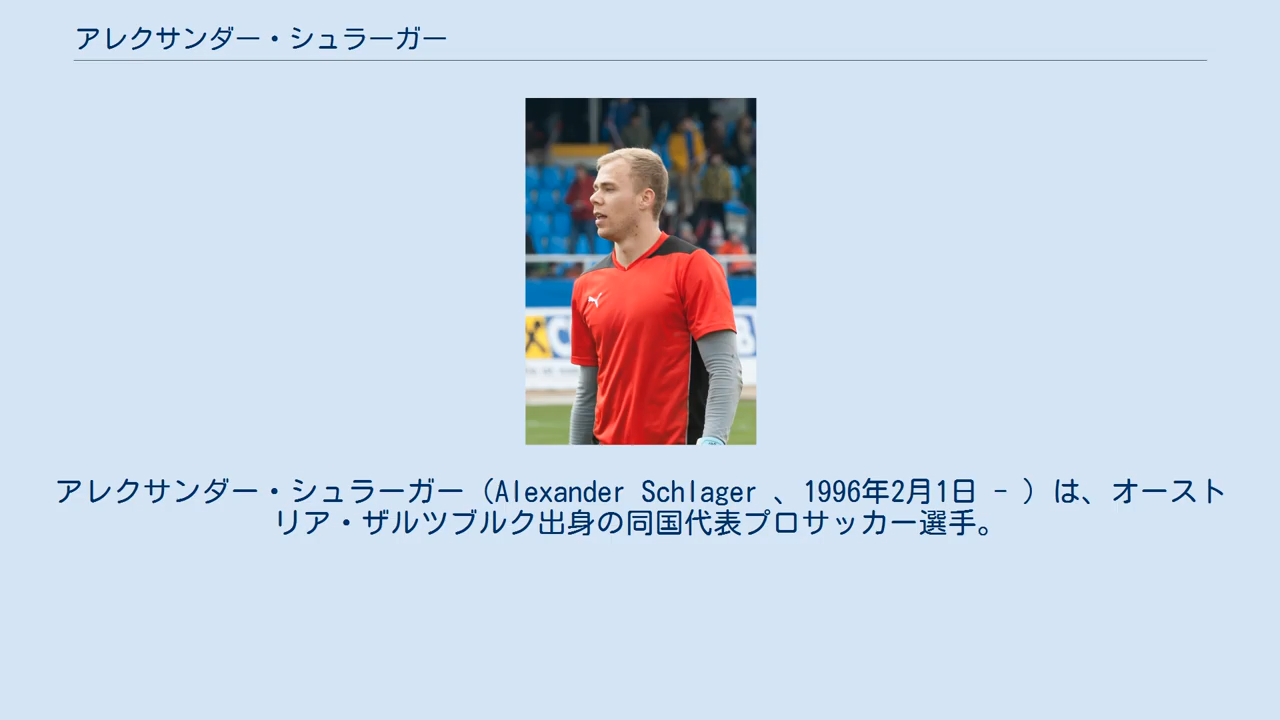 アレクサンダー・シュラーガー
アレクサンダー・シュラーガー（Alexander Schlager 、1996年2月1日 - ）は、オースト
リア・ザルツブルク出身の同国代表プロサッカー選手。